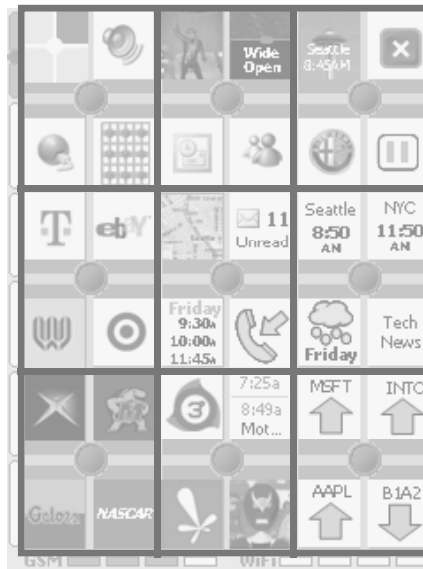 Wide
Open
Seattle
8:45AM
T
ebY
11
Unread
Seattle
8:50
AM
NYC
11:50
AM
W
Friday
9:30A
10:00A
11:45A
Friday
Tech
News
3
7:25a
8:49a
Mot...
MSFT
INTC
Gators
NASCAR
AAPL
B1A2
GSM
WiFi